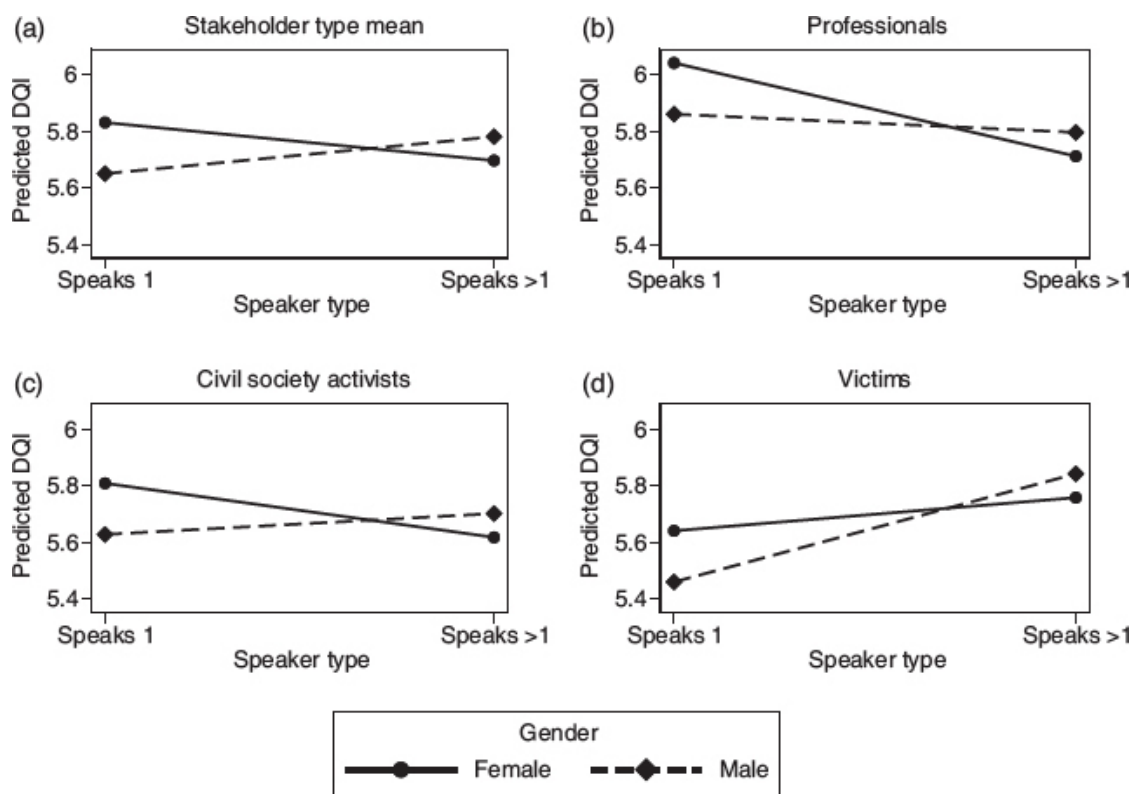 (a) Stakeholder type mean
Predicted DQI
6
5.8
5.6
5.4
Speaks 1 Speaks >1
Speaker type
(b) Professionals
Predicted DQI
6
5.8
5.6
5.4
Speaks 1 Speaks >1
Speaker type
(c) Civil society activists
Predicted DQI
6
5.8
5.6
5.4
Speaks 1 Speaks >1
Speaker type
(d) Victims
Predicted DQI
6
5.8
5.6
5.4
Speaks 1 Speaks >1
Speaker type
Gender
Female Male